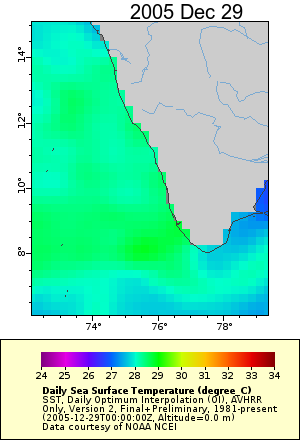 2005 Dec 29
14°
12°
10°
8°
74° 76° 78°
24 25 26 27 28 29 30 31 32 33 34
Daily Sea Surface Temperature (degree_C)
SST, Daily Optimum Interpolation (OI), AVHRR
Only, Version 2, Final+Preliminary, 1981-present
(2005-12-29T00:00:00Z, Altitude=0.0 m)
Data courtesy of NOAA NCEI